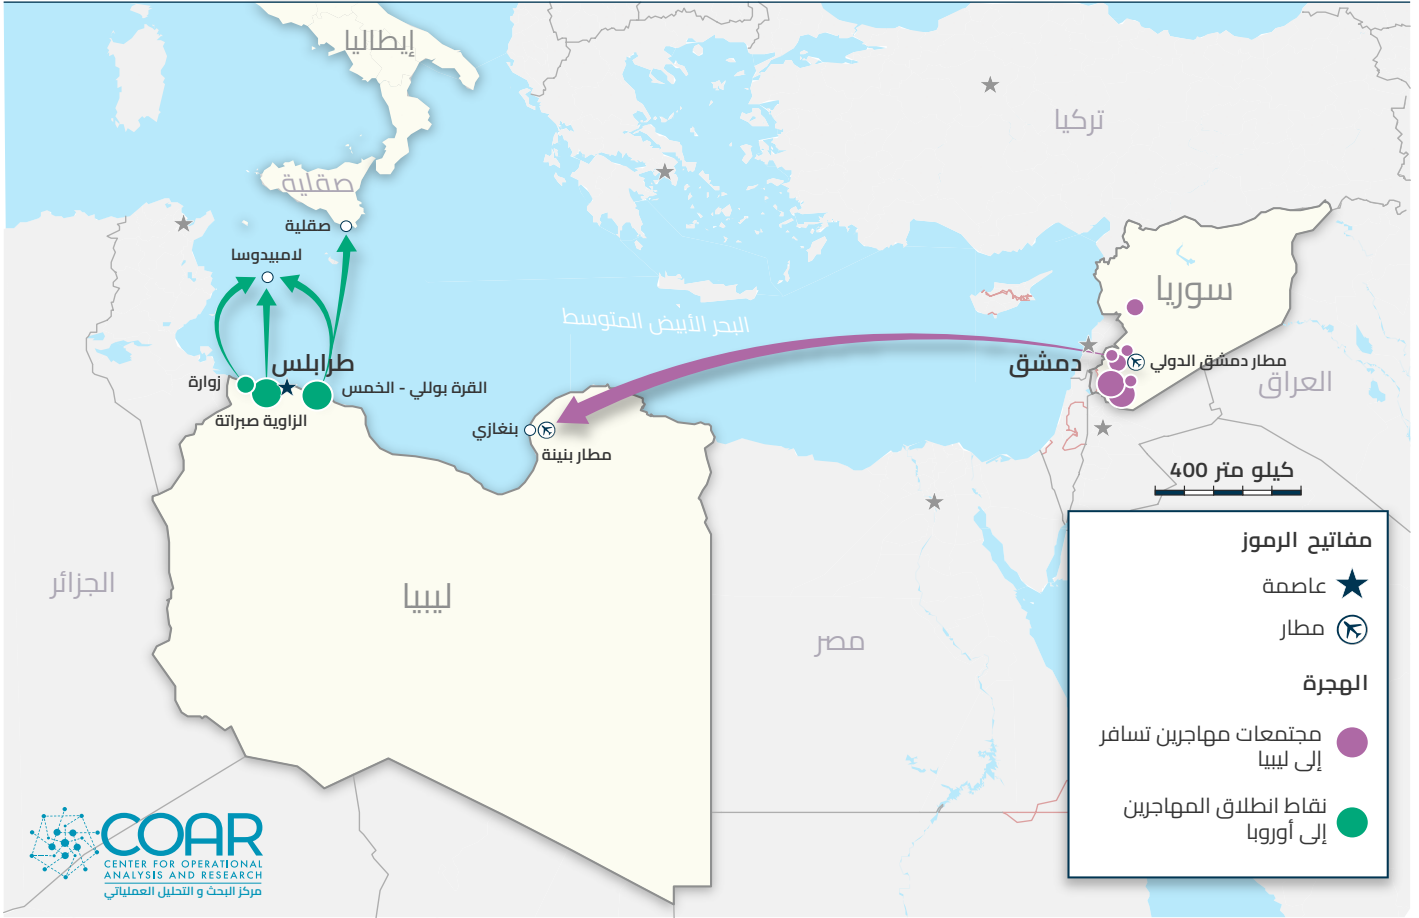 إيطاليا
تركيا
صقلية
صقلية
لامبيدوسا
سوريا
البحر الأبيض المتوسط
طرابلس
دمشق
مطار دمشق الدولي
العراق
زوارة
القرة بوللي - الخمس
الزاوية صبراتة
بنغازي
مطار بنينة
كيلو متر 400
الجزائر
ليبيا
مصر
مفاتيح الرموز
عاصمة
مطار
الهجرة
مجتمعات مهاجرين تسافر
إلى ليبيا
نقاط انطلاق المهاجرين
إلى أوروبا
COAR
CENTER FOR OPERATIONAL
ANALYSIS AND RESEARCH
مركز البحث و التحليل العملياتي